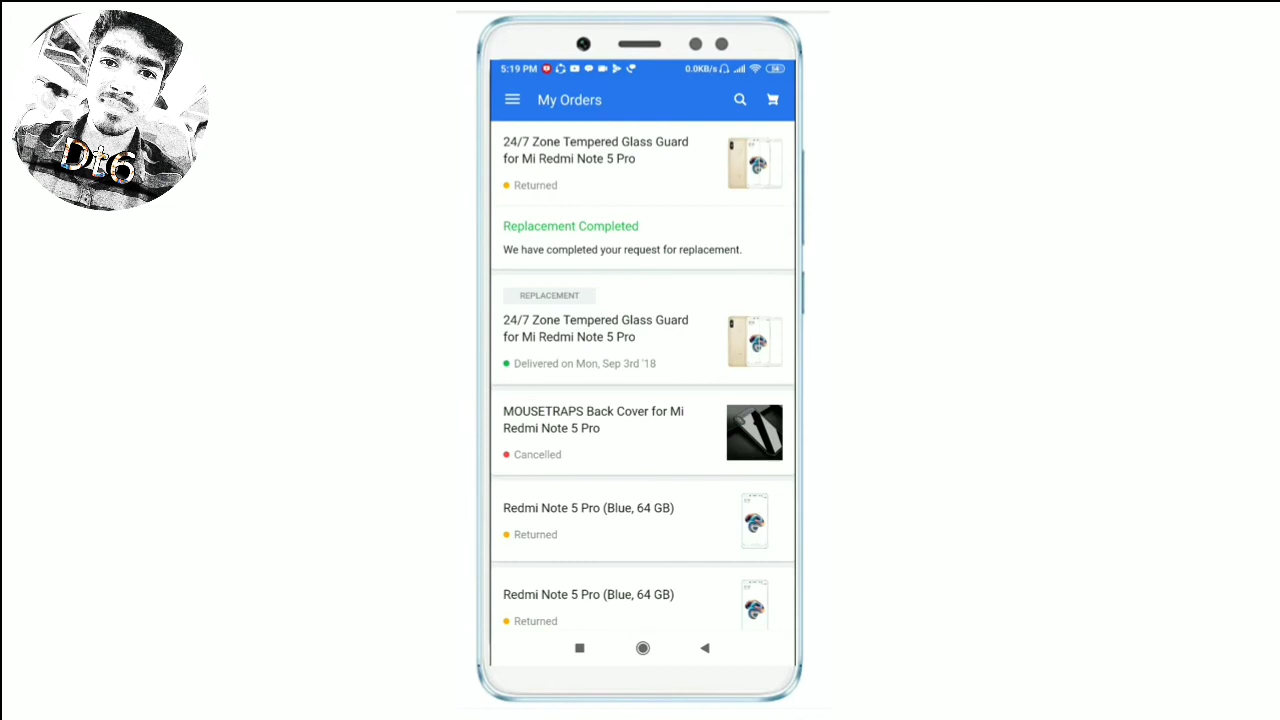 Dt6
5:19 PM
0.0KB/s
54
My Orders
24/7 Zone Tempered Glass Guard
for Mi Redmi Note 5 Pro
Returned
Replacement Completed
We have completed your request for replacement.
REPLACEMENT
24/7 Zone Tempered Glass Guard
for Mi Redmi Note 5 Pro
Delivered on Mon, Sep 3rd '18
MOUSETRAPS Back Cover for Mi
Redmi Note 5 Pro
Cancelled
Redmi Note 5 Pro (Blue, 64 GB)
Returned
Redmi Note 5 Pro (Blue, 64 GB)
Returned